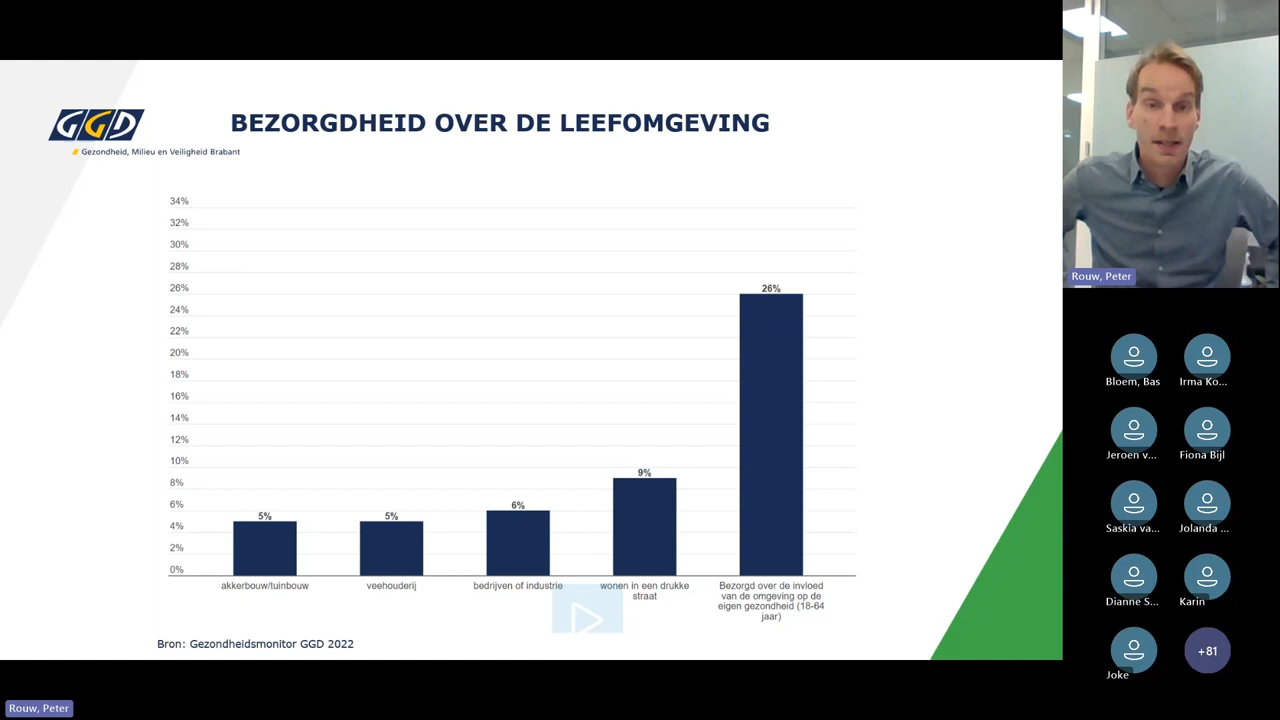 GGD
Gezondheid, Milieu en Veiligheid Brabant
BEZORGDHEID OVER DE LEEFOMGEVING
34%
32%
30%
28%
26%
24%
22%
20%
18%
16%
14%
12%
10%
8%
6%
4%
2%
0%
5%
5%
6%
9%
26%
akkerbouw/tuinbouw
veehouderij
bedrijven of industrie
wonen in een drukke
straat
Bezorgd over de invloed
van de omgeving op de
eigen gezondheid (18-64
jaar)
Bron: Gezondheidsmonitor GGD 2022
Rouw, Peter
Bloem, Bas
Irma Ko...
Jeroen v...
Fiona Bijl
Saskia va...
Jolanda ...
Dianne S...
Karin
Joke
+81
Rouw, Peter